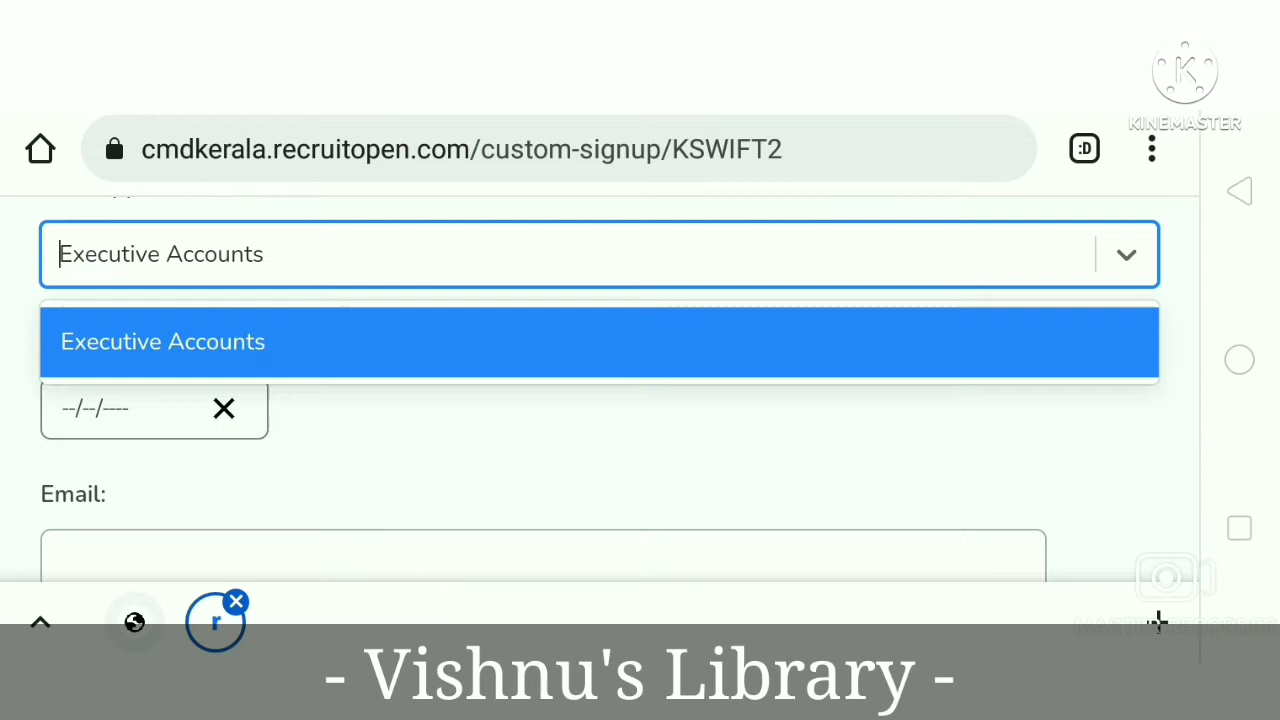 KINEMASTER
cmdkerala.recruitopen.com/custom-signup/KSWIFT2
:D
Executive Accounts
Executive Accounts
--/--/----
Email:
r
- Vishnu's Library -